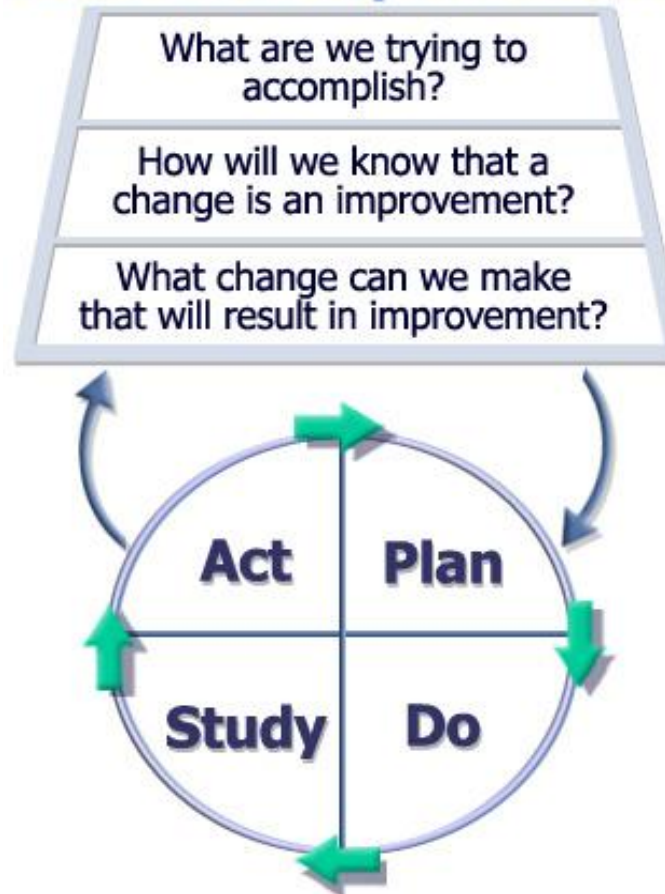 What are we trying to
accomplish?
How will we know that a
change is an improvement?
What change can we make
that will result in improvement?
Act
Plan
Study
Do